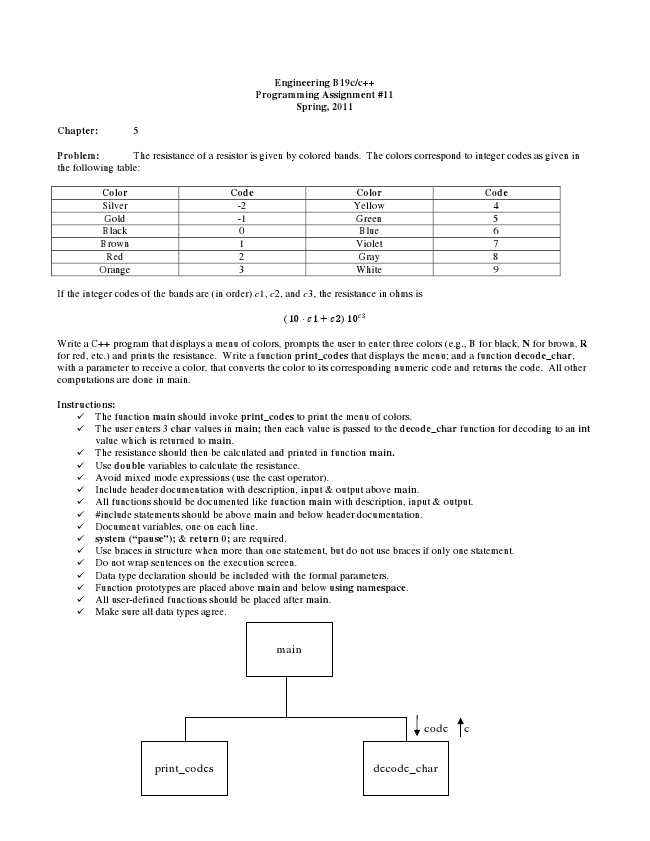 Engineering B19c/c++
Programming Assignment #11
Spring, 2011
Chapter: 5
Problem: The resistance of a resistor is given by colored bands. The colors correspond to integer codes as given in
the following table:
Color Code Color Code
Silver -2 Yellow 4
Gold -1 Green 5
Black 0 Blue 6
Brown 1 Violet 7
Red 2 Gray 8
Orange 3 White 9
If the integer codes of the bands are (in order) c1, c2, and c3, the resistance in ohms is
(10 · c1 + c2) 10^c3
Write a C++ program that displays a menu of colors, prompts the user to enter three colors (e.g., B for black, N for brown, R
for red, etc.) and prints the resistance. Write a function print_codes that displays the menu; and a function decode_char,
with a parameter to receive a color, that converts the color to its corresponding numeric code and returns the code. All other
computations are done in main.
Instructions:
✓ The function main should invoke print_codes to print the menu of colors.
✓ The user enters 3 char values in main; then each value is passed to the decode_char function for decoding to an int
value which is returned to main.
✓ The resistance should then be calculated and printed in function main.
✓ Use double variables to calculate the resistance.
✓ Avoid mixed mode expressions (use the cast operator).
✓ Include header documentation with description, input & output above main.
✓ All functions should be documented like function main with description, input & output.
✓ #include statements should be above main and below header documentation.
✓ Document variables, one on each line.
✓ system (“pause”); & return 0; are required.
✓ Use braces in structure when more than one statement, but do not use braces if only one statement.
✓ Do not wrap sentences on the execution screen.
✓ Data type declaration should be included with the formal parameters.
✓ Function prototypes are placed above main and below using namespace.
✓ All user-defined functions should be placed after main.
✓ Make sure all data types agree.
main
code c
print_codes decode_char